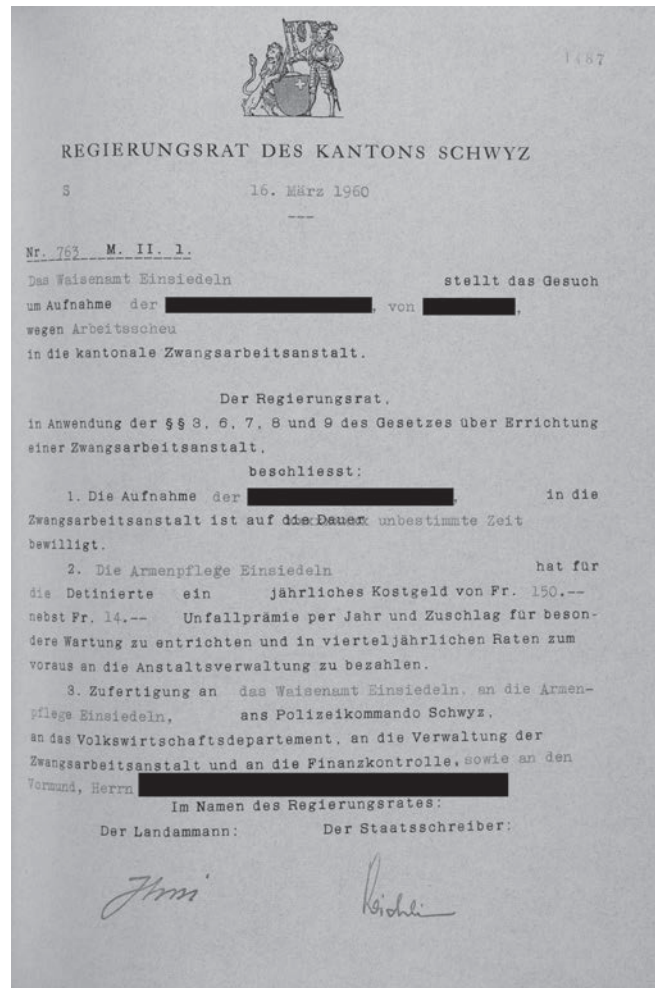 1487
REGIERUNGSRAT DES KANTONS SCHWYZ
S 16. März 1960
Nr. 763 M. II. 1.
Das Waisenamt Einsiedeln stellt das Gesuch
um Aufnahme der , von ,
wegen Arbeitsscheu
in die kantonale Zwangsarbeitsanstalt.
Der Regierungsrat,
in Anwendung der §§ 3, 6, 7, 8 und 9 des Gesetzes über Errichtung
einer Zwangsarbeitsanstalt,
beschliesst:
1. Die Aufnahme der , in die
Zwangsarbeitsanstalt ist auf die Dauer unbestimmte Zeit
bewilligt.
2. Die Armenpflege Einsiedeln hat für
die Detinierte ein jährliches Kostgeld von Fr. 150.--
nebst Fr. 14.-- Unfallprämie per Jahr und Zuschlag für beson-
dere Wartung zu entrichten und in vierteljährlichen Raten zum
voraus an die Anstaltsverwaltung zu bezahlen.
3. Zufertigung an das Waisenamt Einsiedeln, an die Armen-
pflege Einsiedeln, ans Polizeikommando Schwyz,
an das Volkswirtschaftsdepartement, an die Verwaltung der
Zwangsarbeitsanstalt und an die Finanzkontrolle, sowie an den
Vormund, Herrn
Im Namen des Regierungsrates:
Der Landammann: Der Staatsschreiber: